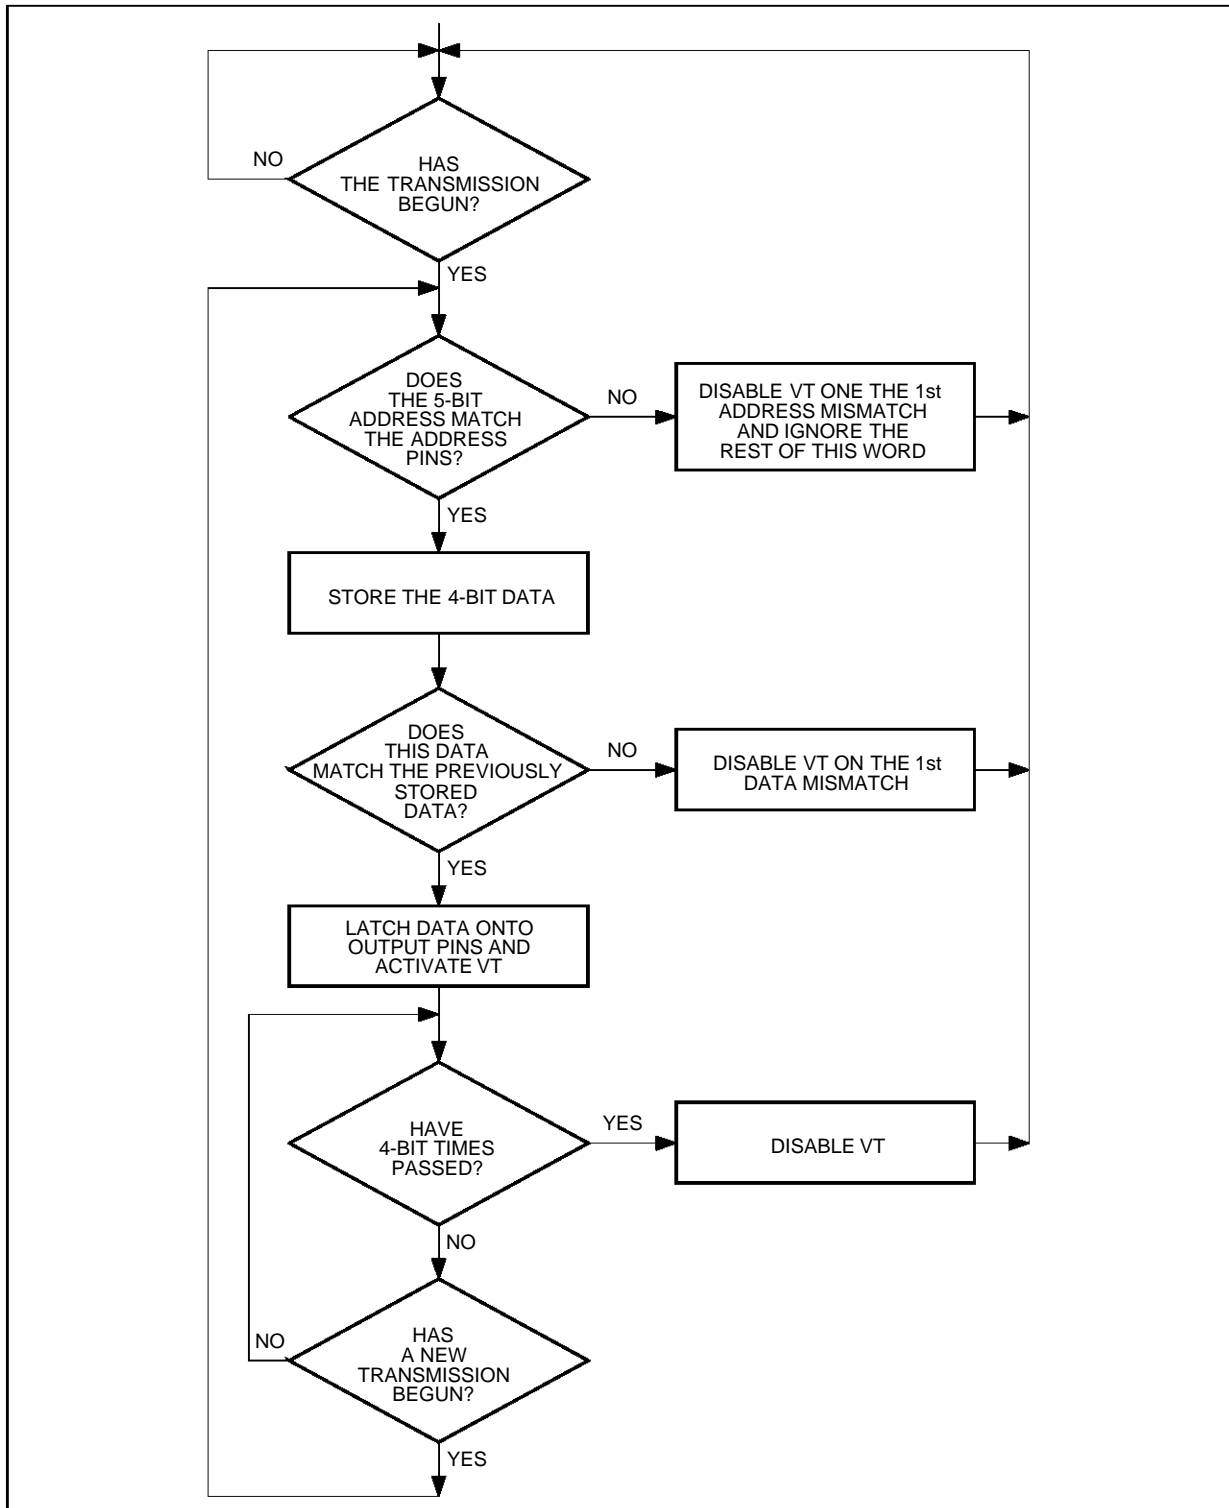 HAS
THE TRANSMISSION
BEGUN?
NO
YES
DOES
THE 5-BIT
ADDRESS MATCH
THE ADDRESS
PINS?
NO
DISABLE VT ONE THE 1st
ADDRESS MISMATCH
AND IGNORE THE
REST OF THIS WORD
YES
STORE THE 4-BIT DATA
DOES
THIS DATA
MATCH THE PREVIOUSLY
STORED
DATA?
NO
DISABLE VT ON THE 1st
DATA MISMATCH
YES
LATCH DATA ONTO
OUTPUT PINS AND
ACTIVATE VT
HAVE
4-BIT TIMES
PASSED?
YES
DISABLE VT
NO
HAS
A NEW
TRANSMISSION
BEGUN?
NO
YES